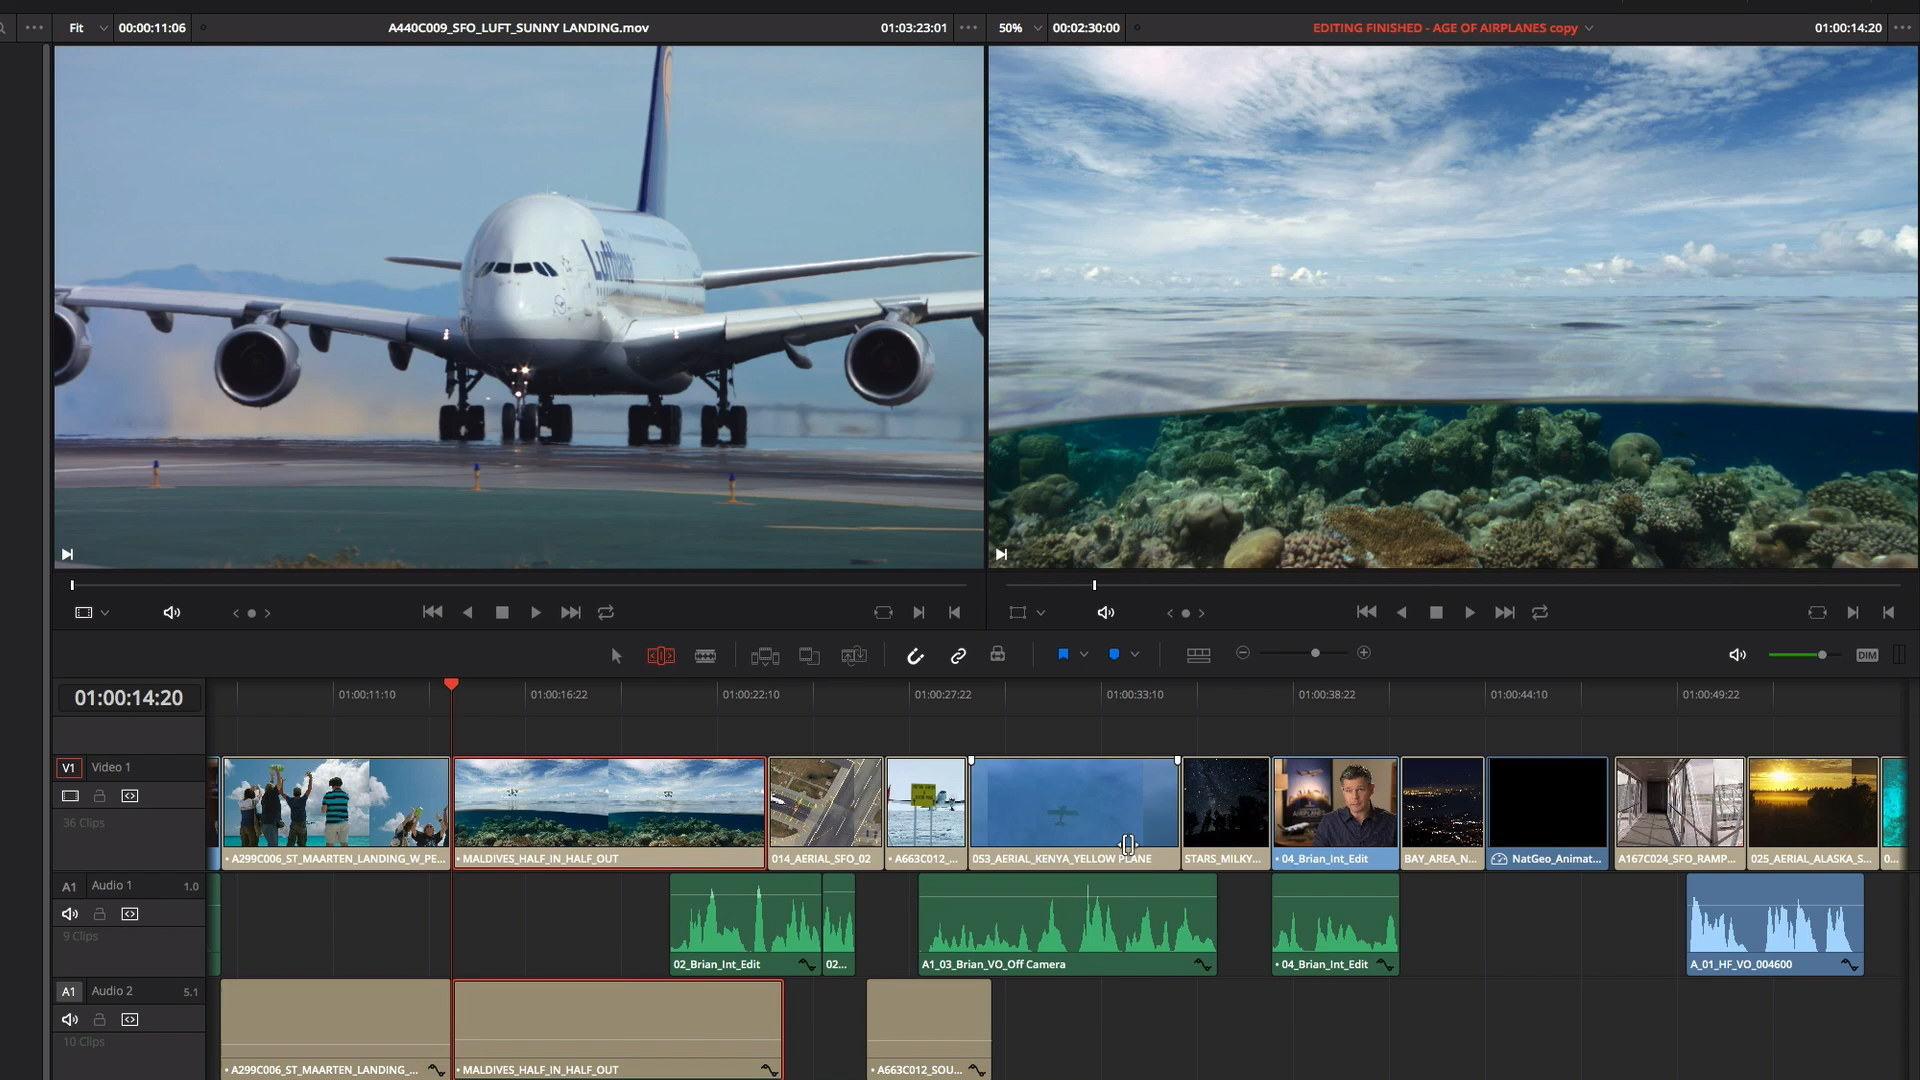 Fit 00:00:11:06 A440C009_SFO_LUFT_SUNNY LANDING.mov 01:03:23:01
50% 00:02:30:00 EDITING FINISHED - AGE OF AIRPLANES copy 01:00:14:20
Lufthansa
DIM
01:00:14:20
01:00:11:10 01:00:16:22 01:00:22:10 01:00:27:22 01:00:33:10 01:00:38:22 01:00:44:10 01:00:49:22
V1 Video 1
36 Clips
• A299C006_ST_MAARTEN_LANDING_W_PE... • MALDIVES_HALF_IN_HALF_OUT 014_AERIAL_SFO_02 • A663C012_... 053_AERIAL_KENYA_YELLOW PLANE STARS_MILKY... • 04_Brian_Int_Edit BAY_AREA_N... NatGeo_Animat... A167C024_SFO_RAMP... 025_AERIAL_ALASKA_S... 0...
A1 Audio 1 1.0
9 Clips
02_Brian_Int_Edit 02... A1_03_Brian_VO_Off Camera • 04_Brian_Int_Edit A_01_HF_VO_004600
A1 Audio 2 5.1
10 Clips
• A299C006_ST_MAARTEN_LANDING_... • MALDIVES_HALF_IN_HALF_OUT • A663C012_SOU...